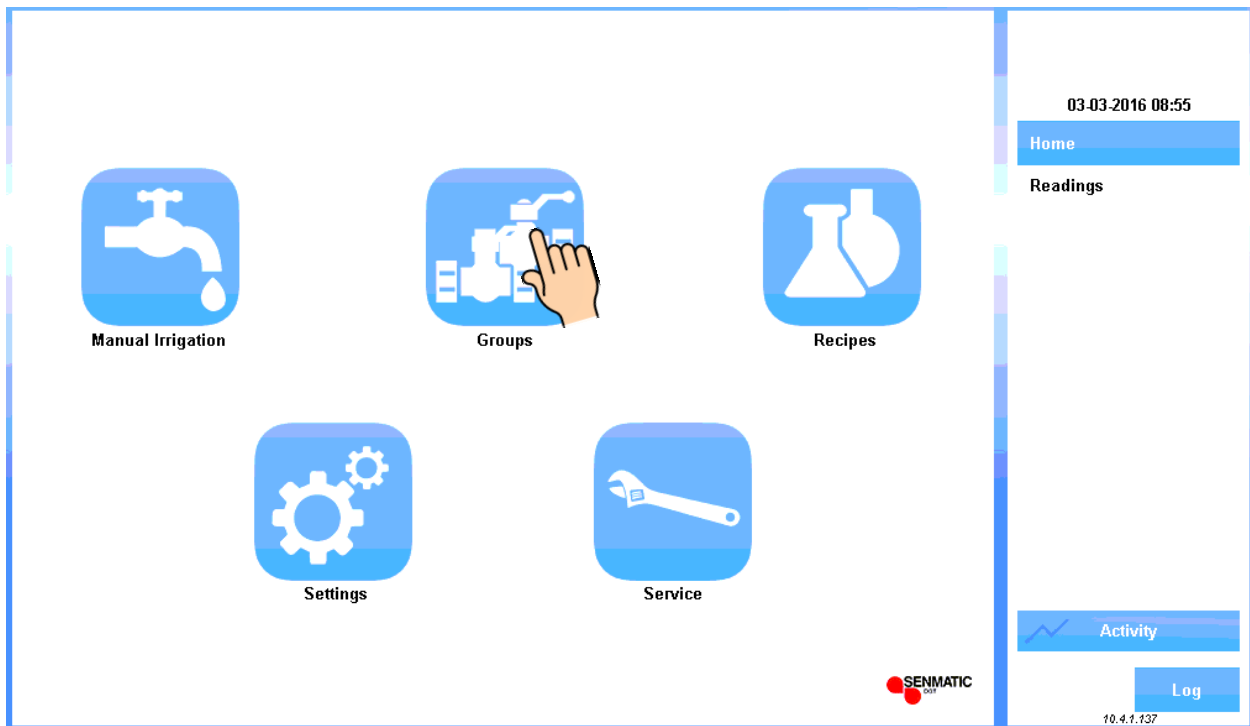 03-03-2016 08:55
Home
Readings
Manual Irrigation
Groups
Recipes
Settings
Service
Activity
SENMATIC
DGT
Log
10.4.1.137